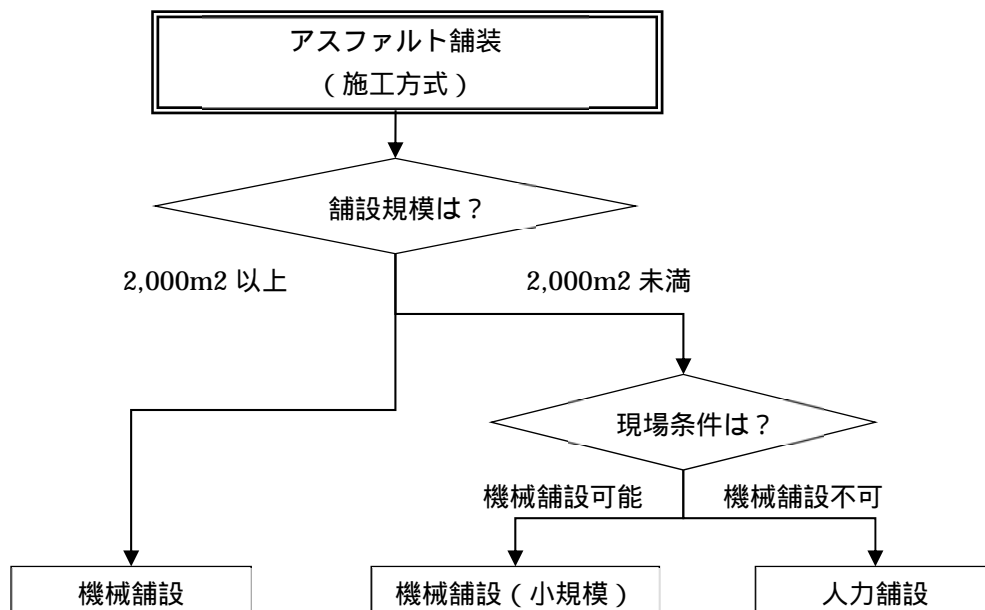 アスファルト舗装
(施工方式)
舗設規模は?
2,000m2 以上
2,000m2 未満
現場条件は?
機械舗設可能
機械舗設不可
機械舗設
機械舗設(小規模)
人力舗設